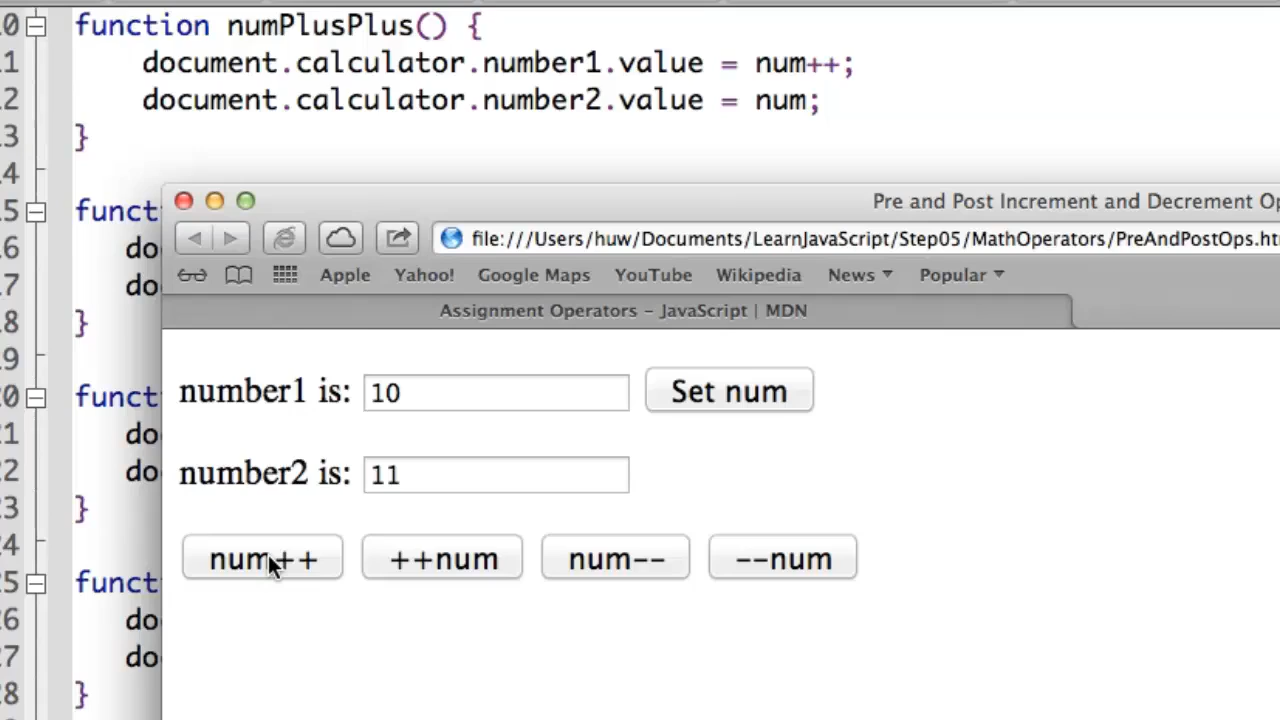 10 function numPlusPlus() {
11 document.calculator.number1.value = num++;
12 document.calculator.number2.value = num;
13 }
14
Pre and Post Increment and Decrement
15 funct
file:///Users/huw/Documents/LearnJavaScript/Step05/MathOperators/PreAndPostOps.ht
16 do
Apple Yahoo! Google Maps YouTube Wikipedia News Popular
17 do
Assignment Operators – JavaScript | MDN
18 }
19
number1 is: 10 Set num
20 funct
21 do
number2 is: 11
22 do
23 }
24
num++ ++num num-- --num
25 funct
26 do
27 do
28 }